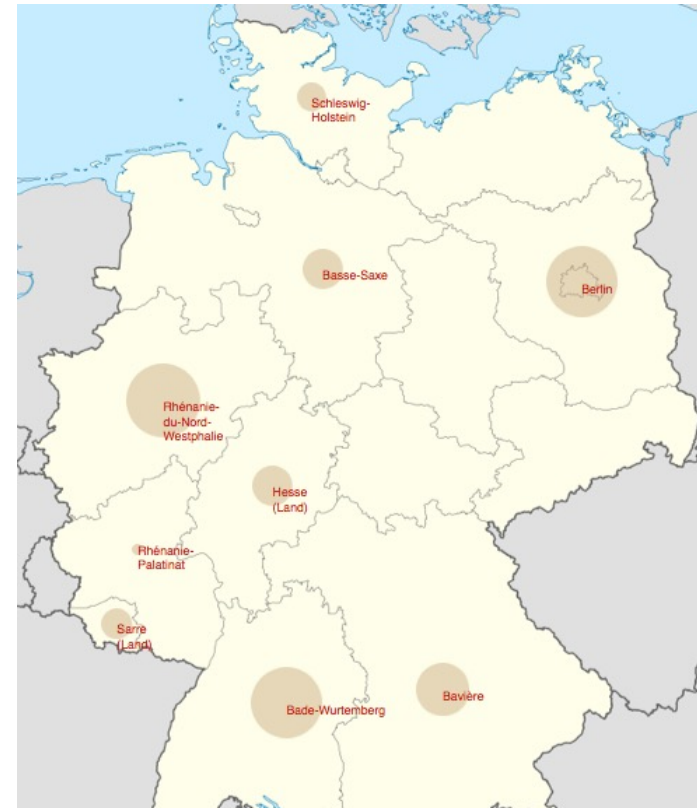 Schleswig-
Holstein
Basse-Saxe
Berlin
Rhénanie-
du-Nord-
Westphalie
Hesse
(Land)
Rhénanie-
Palatinat
Sarre
(Land)
Bade-Wurtemberg
Bavière